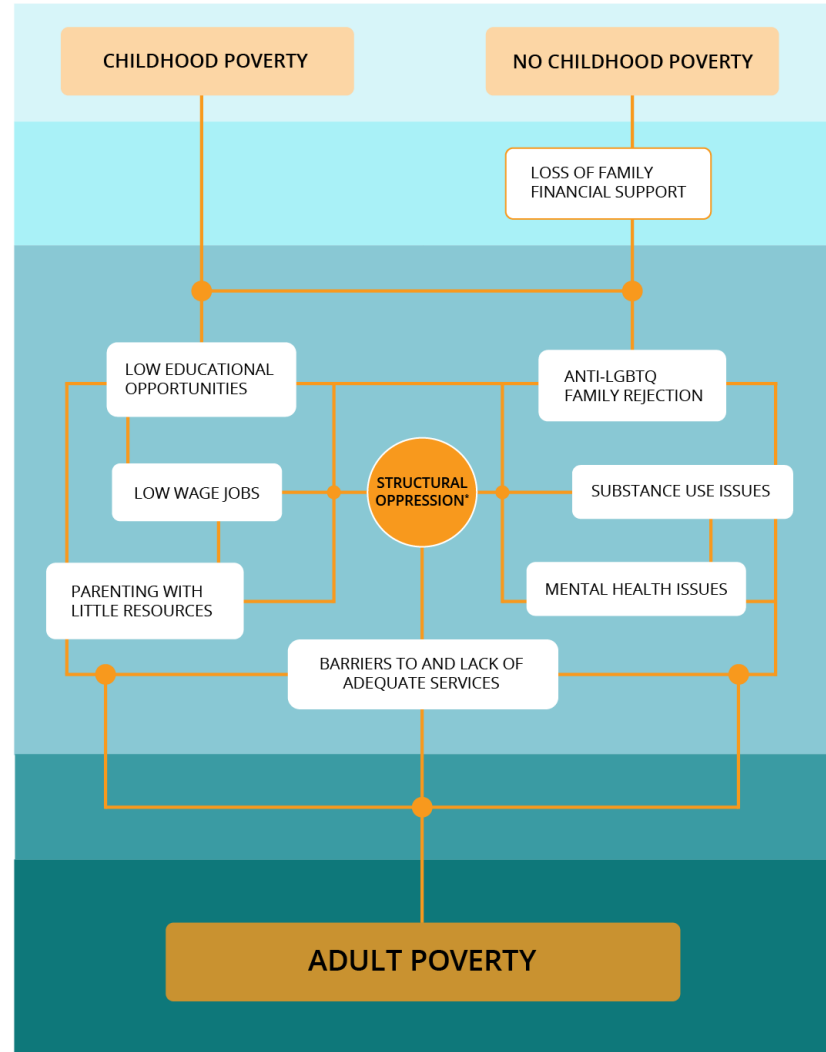 CHILDHOOD POVERTY
NO CHILDHOOD POVERTY
LOSS OF FAMILY
FINANCIAL SUPPORT
LOW EDUCATIONAL
OPPORTUNITIES
ANTI-LGBTQ
FAMILY REJECTION
LOW WAGE JOBS
STRUCTURAL
OPPRESSION*
SUBSTANCE USE ISSUES
PARENTING WITH
LITTLE RESOURCES
MENTAL HEALTH ISSUES
BARRIERS TO AND LACK OF
ADEQUATE SERVICES
ADULT POVERTY